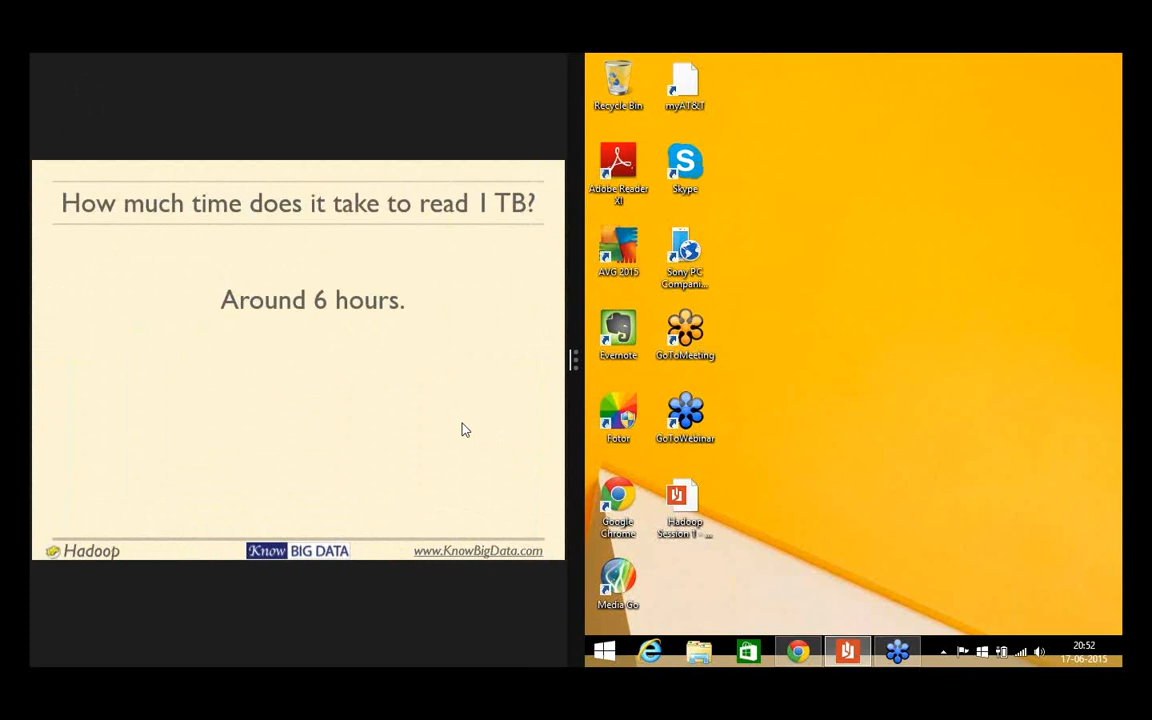 How much time does it take to read 1 TB?
Around 6 hours.
Hadoop
Know BIG DATA
www.KnowBigData.com
Recycle Bin
myAT&T
Adobe Reader XI
Skype
AVG 2015
Sony PC Compani...
Evernote
GoToMeeting
Fotor
GoToWebinar
Google Chrome
Hadoop Session 1 - ...
Media Go
20:52
17-06-2015